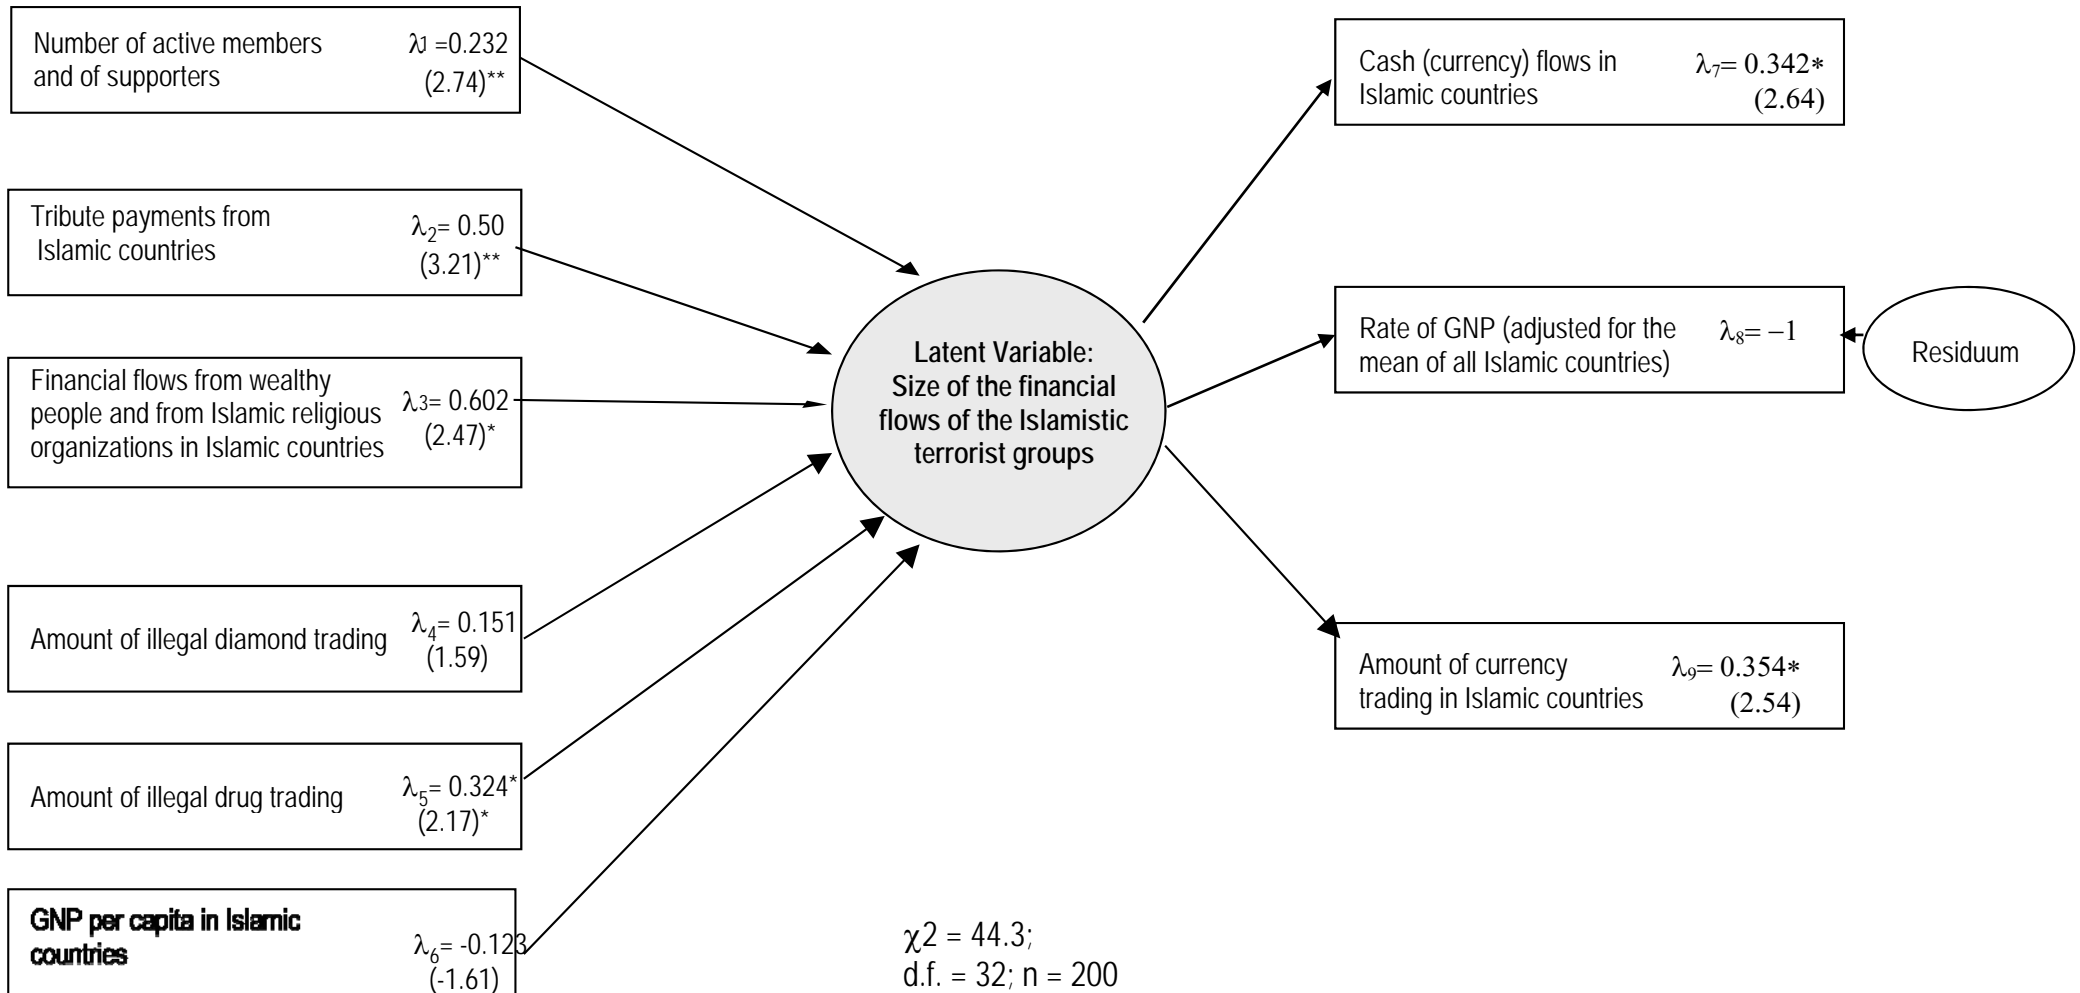 Number of active members
and of supporters
λ1 =0.232
(2.74)**
Tribute payments from
Islamic countries
λ2= 0.50
(3.21)**
Financial flows from wealthy
people and from Islamic religious
organizations in Islamic countries
λ3= 0.602
(2.47)*
Amount of illegal diamond trading
λ4= 0.151
(1.59)
Amount of illegal drug trading
λ5= 0.324*
(2.17)*
GNP per capita in Islamic
countries
λ6= -0.123
(-1.61)
Latent Variable:
Size of the financial
flows of the Islamistic
terrorist groups
Cash (currency) flows in
Islamic countries
λ7= 0.342*
(2.64)
Rate of GNP (adjusted for the
mean of all Islamic countries)
λ8= −1
Residuum
Amount of currency
trading in Islamic countries
λ9= 0.354*
(2.54)
χ2 = 44.3;
d.f. = 32; n = 200